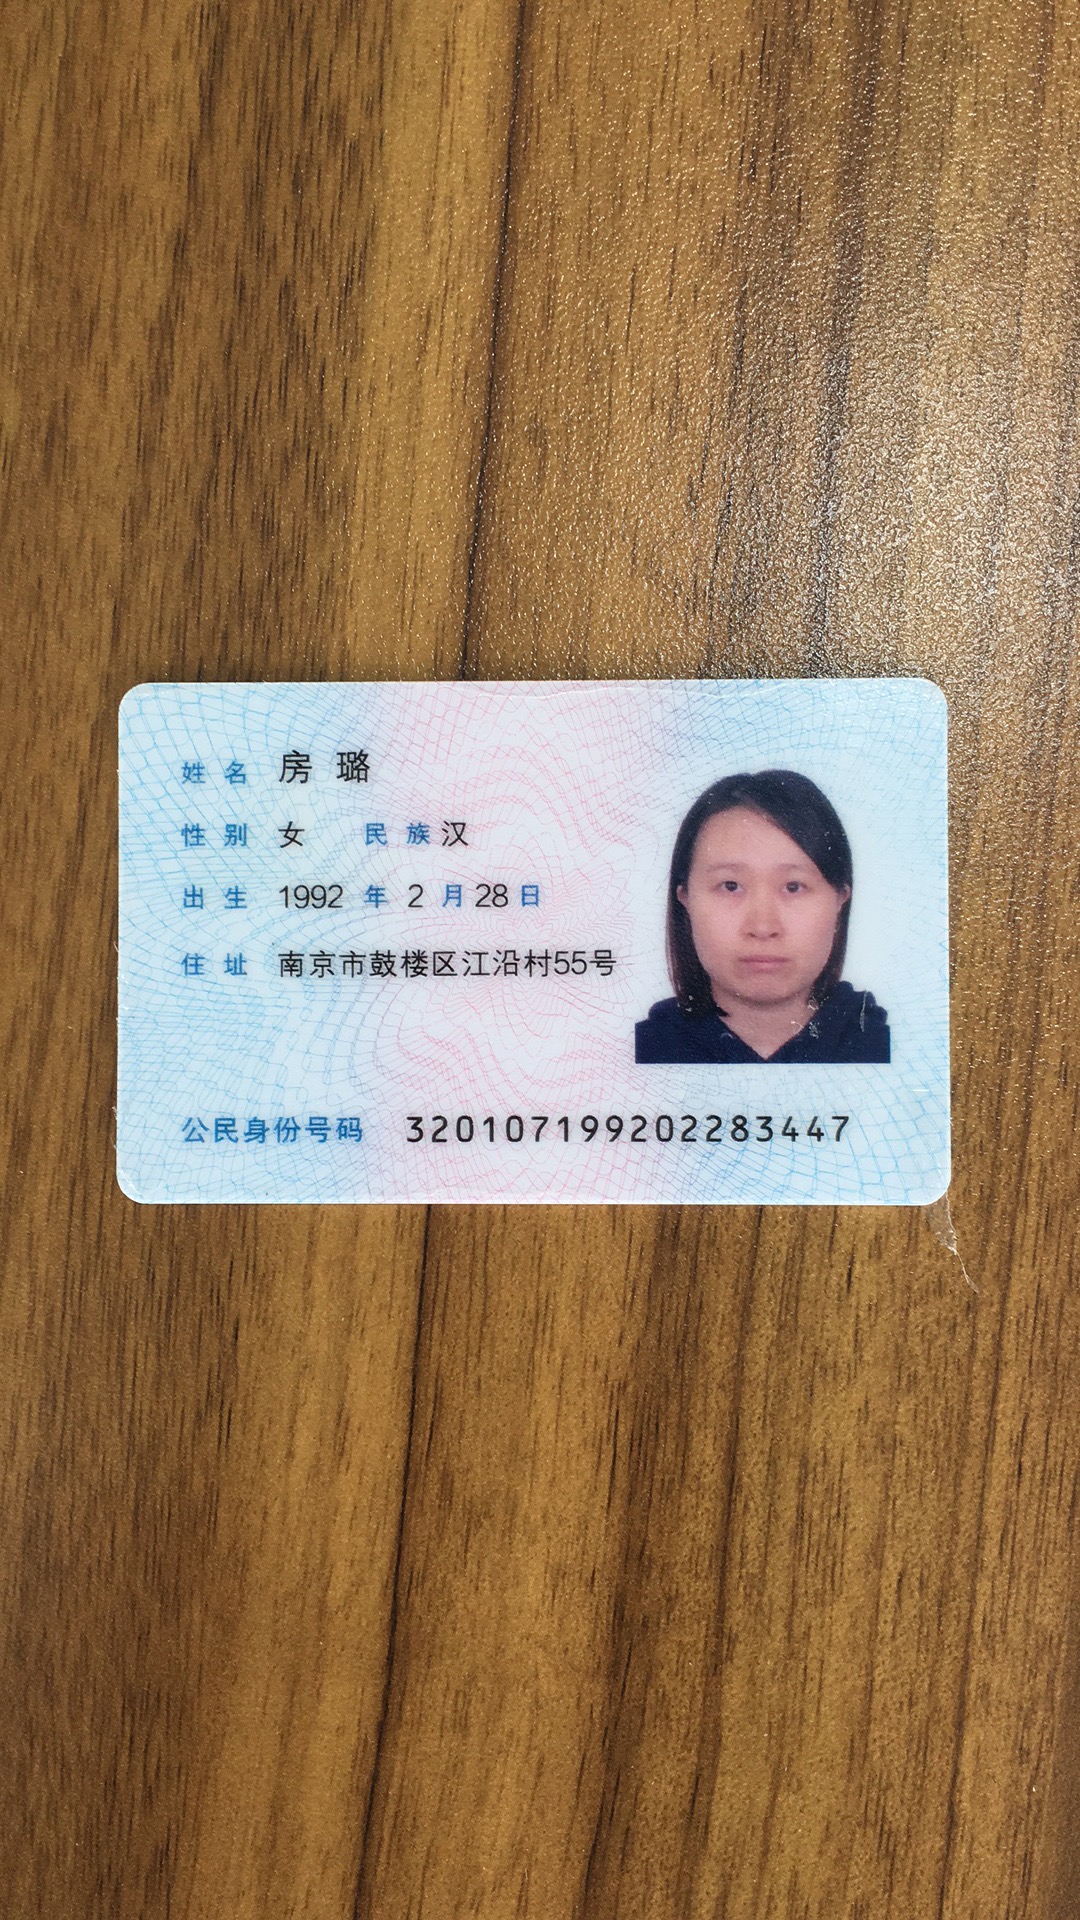 姓名 房璐
性别 女 民族 汉
出生 1992 年 2 月 28 日
住址 南京市鼓楼区江沿村55号
公民身份号码 320107199202283447